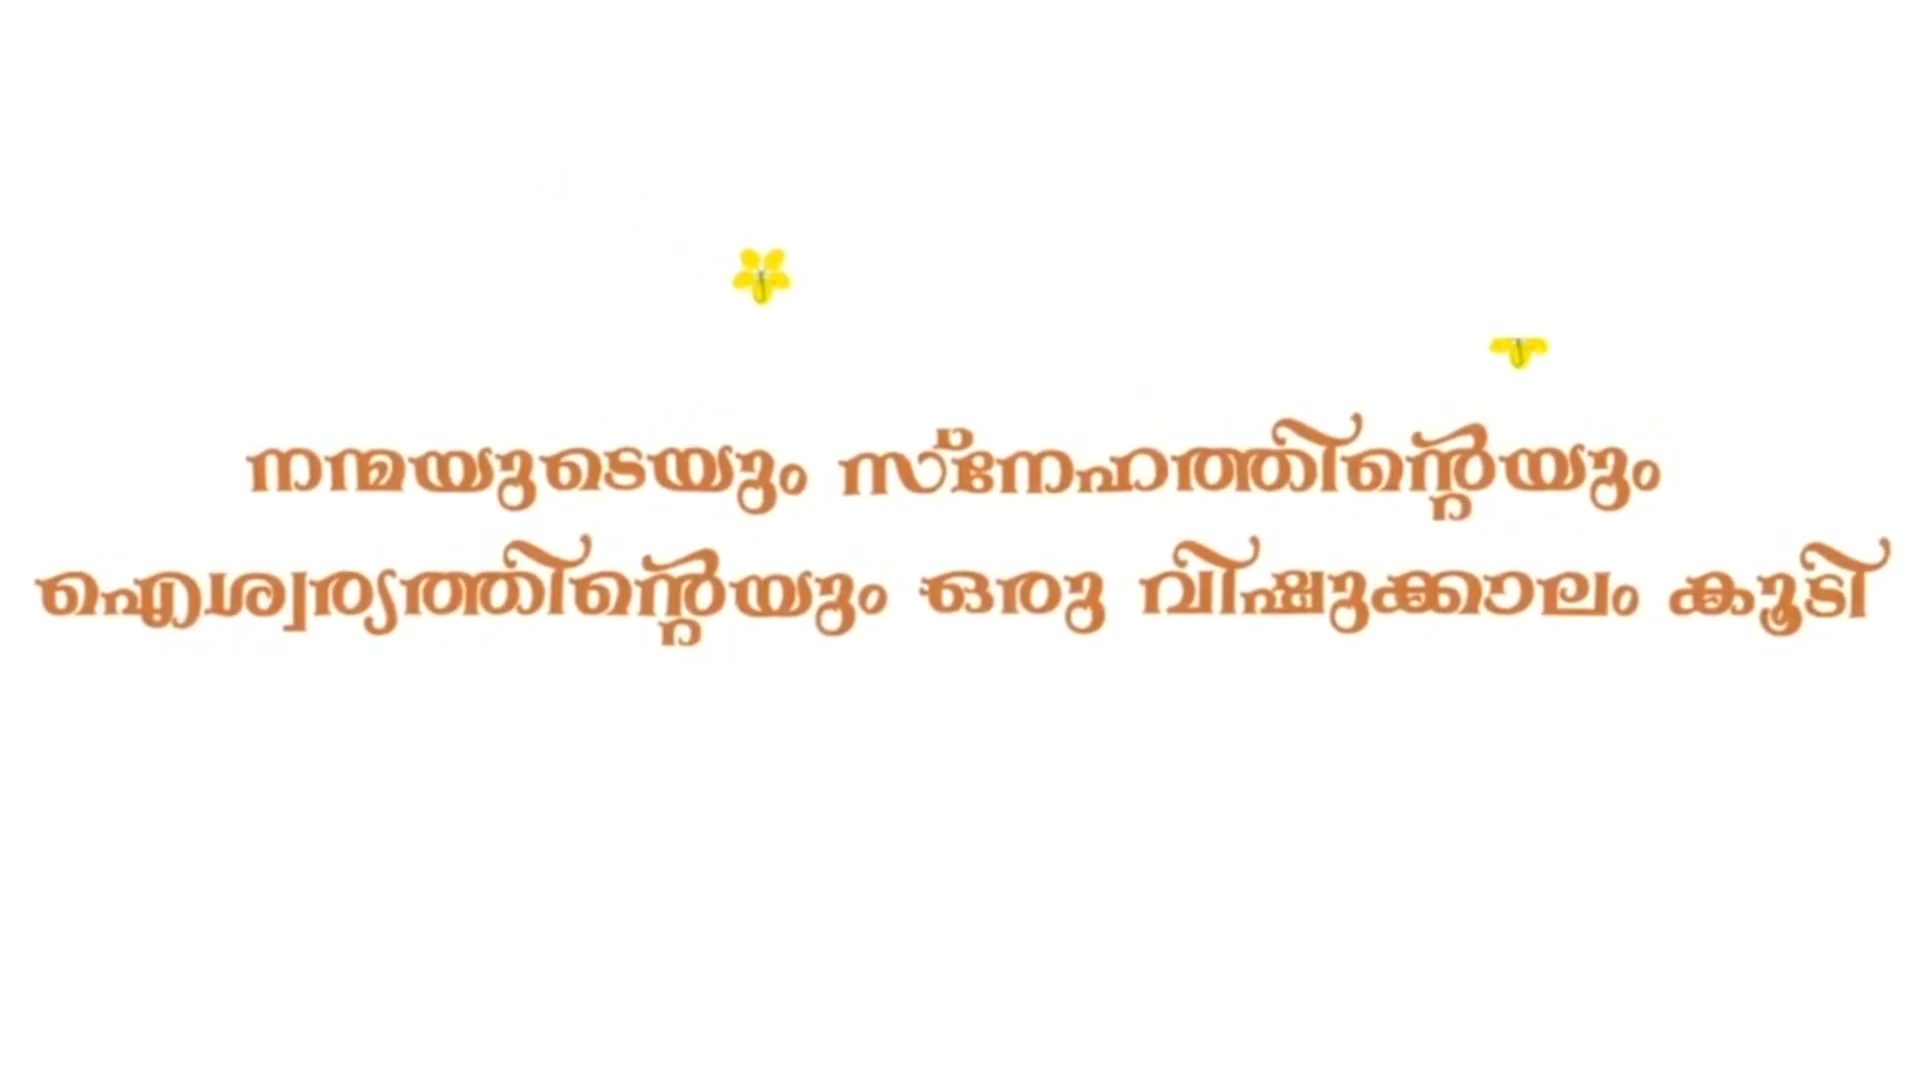 നന്മയുടെയും സ്നേഹത്തിന്റെയും
ഐശ്വര്യത്തിന്റെയും ഒരു വിഷുക്കാലം കൂടി